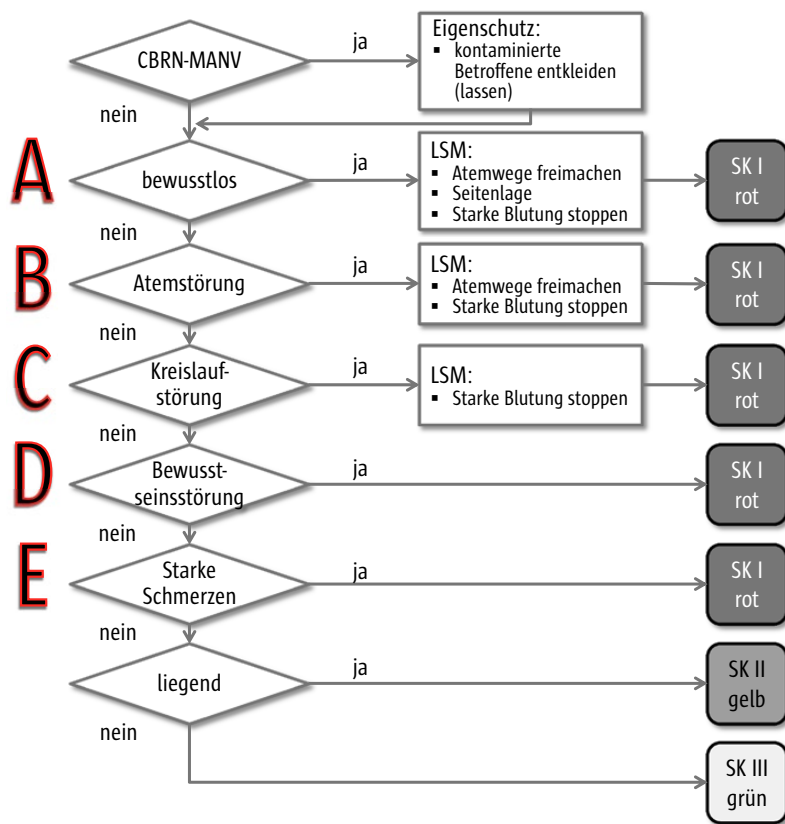 CBRN-MANV
ja
Eigenschutz:
▪ kontaminierte
Betroffene entkleiden
(lassen)
nein
A
bewusstlos
ja
LSM:
▪ Atemwege freimachen
▪ Seitenlage
▪ Starke Blutung stoppen
SK I
rot
nein
B
Atemstörung
ja
LSM:
▪ Atemwege freimachen
▪ Starke Blutung stoppen
SK I
rot
nein
C
Kreislauf-
störung
ja
LSM:
▪ Starke Blutung stoppen
SK I
rot
nein
D
Bewusst-
seinsstörung
ja
SK I
rot
nein
E
Starke
Schmerzen
ja
SK I
rot
nein
liegend
ja
SK II
gelb
nein
SK III
grün